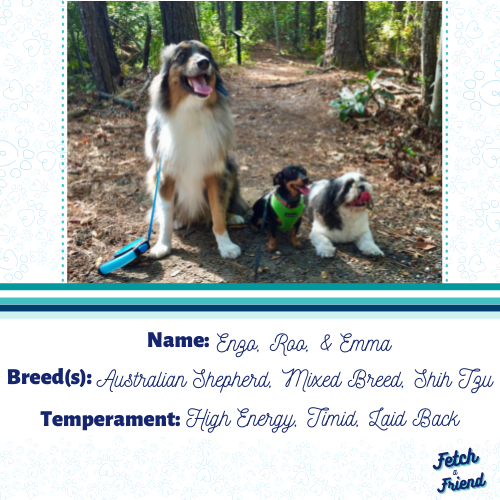 Name: Enzo, Roo, & Emma
Breed(s): Australian Shepherd, Mixed Breed, Shih Tzu
Temperament: High Energy, Timid, Laid Back
Fetch
a
Friend